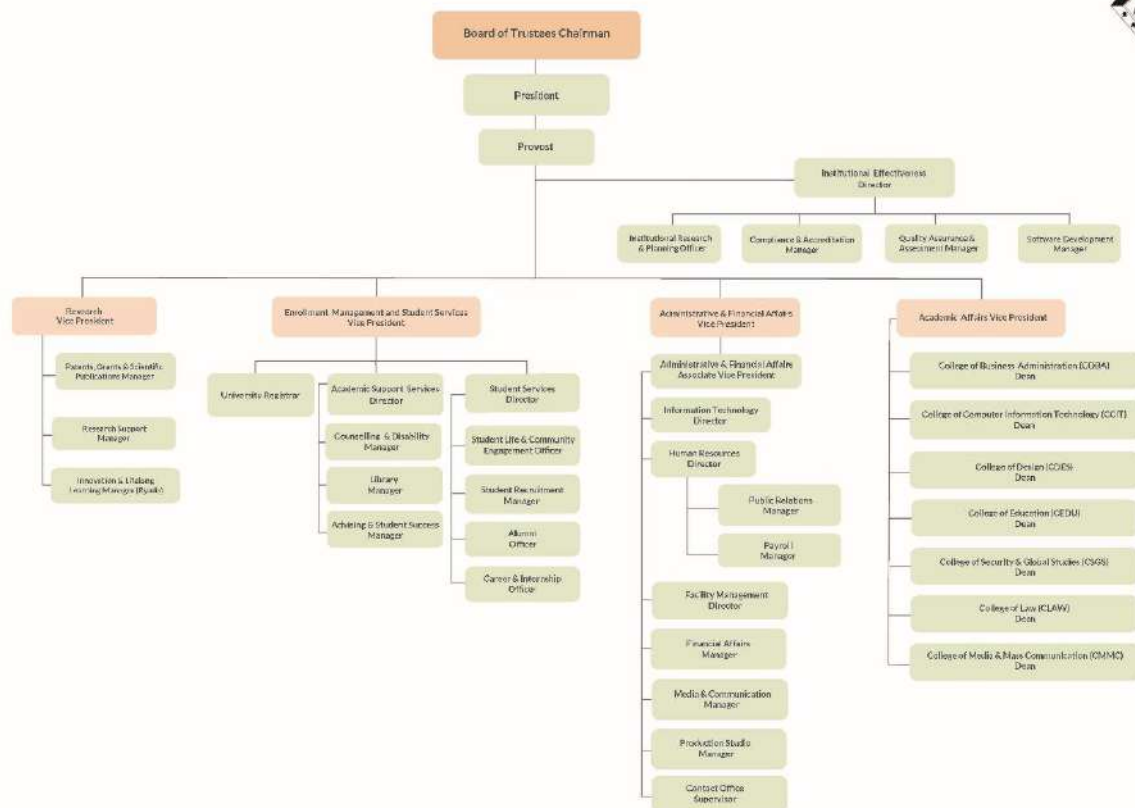 Board of Trustees Chairman
President
Provost
Institutional Effectiveness
Director
Institutional Research
& Planning Officer
Compliance & Accreditation
Manager
Quality Assurance &
Assessment Manager
Software Development
Manager
Research
Vice President
Patents, Grants & Scientific
Publications Manager
Research Support
Manager
Innovation & Lifelong
Learning Manager
Enrollment Management and Student Services
Vice President
University Registrar
Academic Support Services
Director
Counselling & Disability
Manager
Library
Manager
Advising & Student Success
Manager
Student Services
Director
Student Life & Community
Engagement Officer
Student Recruitment
Manager
Alumni
Officer
Career & Internship
Officer
Administrative & Financial Affairs
Vice President
Administrative & Financial Affairs
Associate Vice President
Information Technology
Director
Human Resources
Director
Public Relations
Manager
Payroll
Manager
Facility Management
Director
Financial Affairs
Manager
Media & Communication
Manager
Production Studio
Manager
Contact Office
Supervisor
Academic Affairs Vice President
College of Business Administration (COBA)
Dean
College of Computer Information Technology (CCIT)
Dean
College of Design (CDES)
Dean
College of Education (CEDU)
Dean
College of Security & Global Studies (CSGS)
Dean
College of Law (CLAW)
Dean
College of Media & Mass Communication (CMMC)
Dean